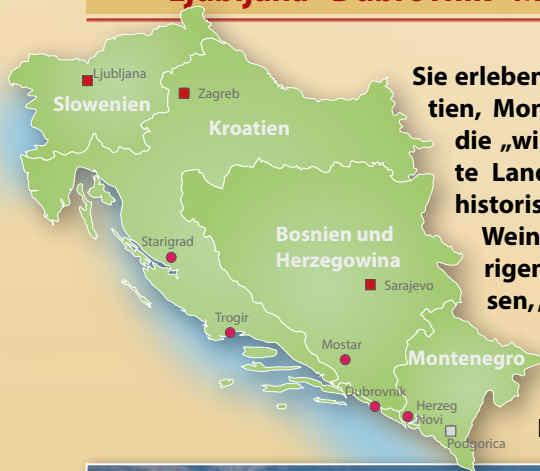 Sie erleben
tien, Mon
die „wi
te Land
historis
Wein
rigen
sen,
Ljubljana
Slowenien
Zagreb
Kroatien
Starigrad
Bosnien und
Herzegowina
Sarajevo
Trogir
Mostar
Montenegro
Dubrovnik
Herzeg
Novi
Podgorica